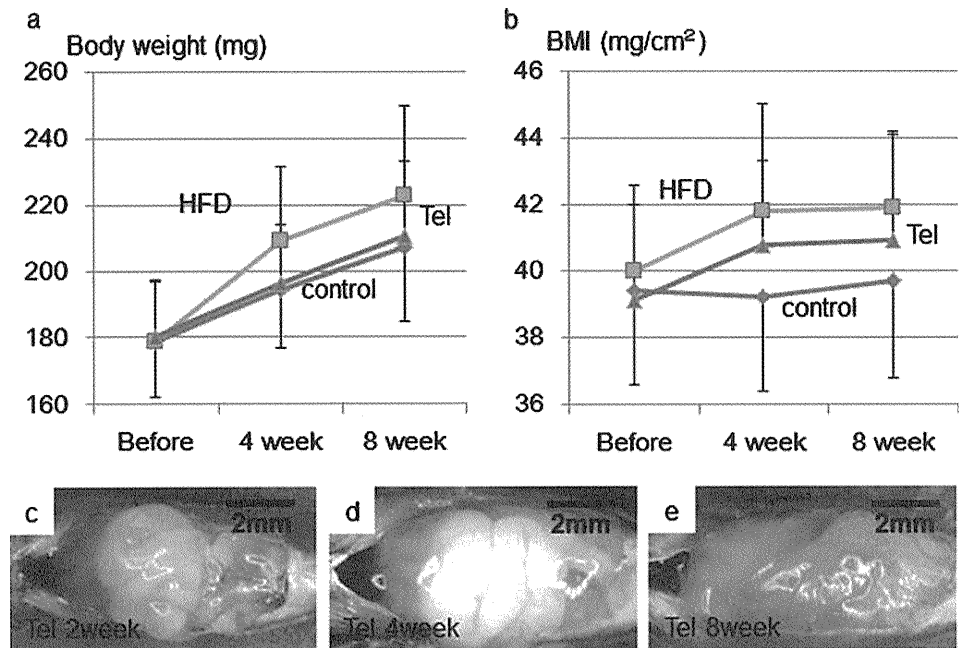 a
Body weight (mg)
260
240
220
200
180
160
HFD
Tel
control
Before 4 week 8 week
b
BMI (mg/cm²)
46
44
42
40
38
36
HFD
Tel
control
Before 4 week 8 week
c
2mm
Tel 2week
d
2mm
Tel 4week
e
2mm
Tel 8week